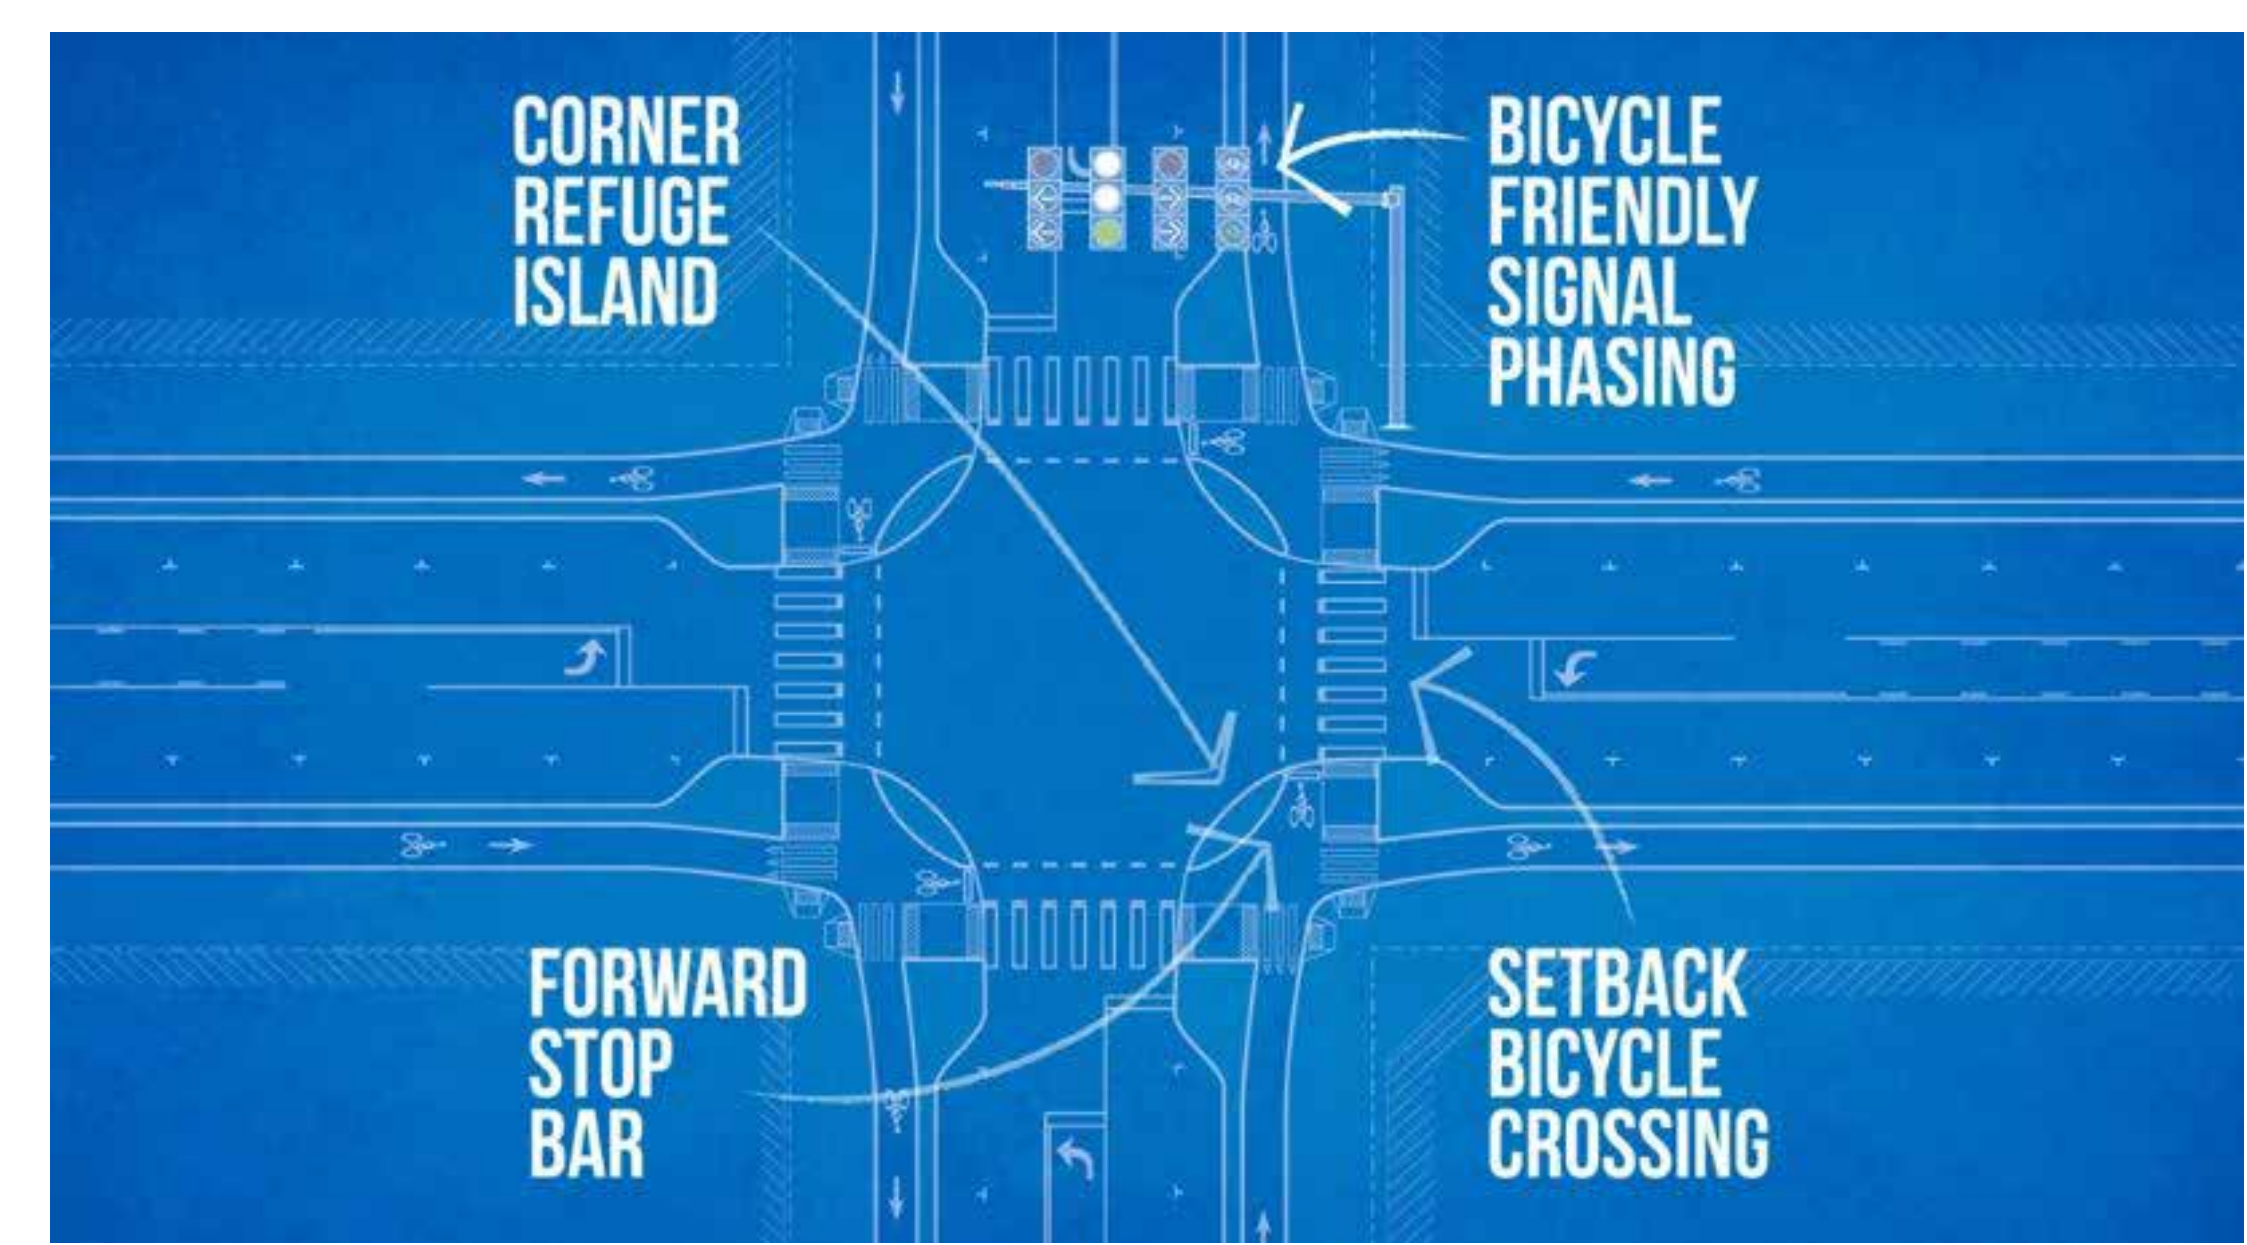 CORNER
REFUGE
ISLAND
BICYCLE
FRIENDLY
SIGNAL
PHASING
FORWARD
STOP
BAR
SETBACK
BICYCLE
CROSSING